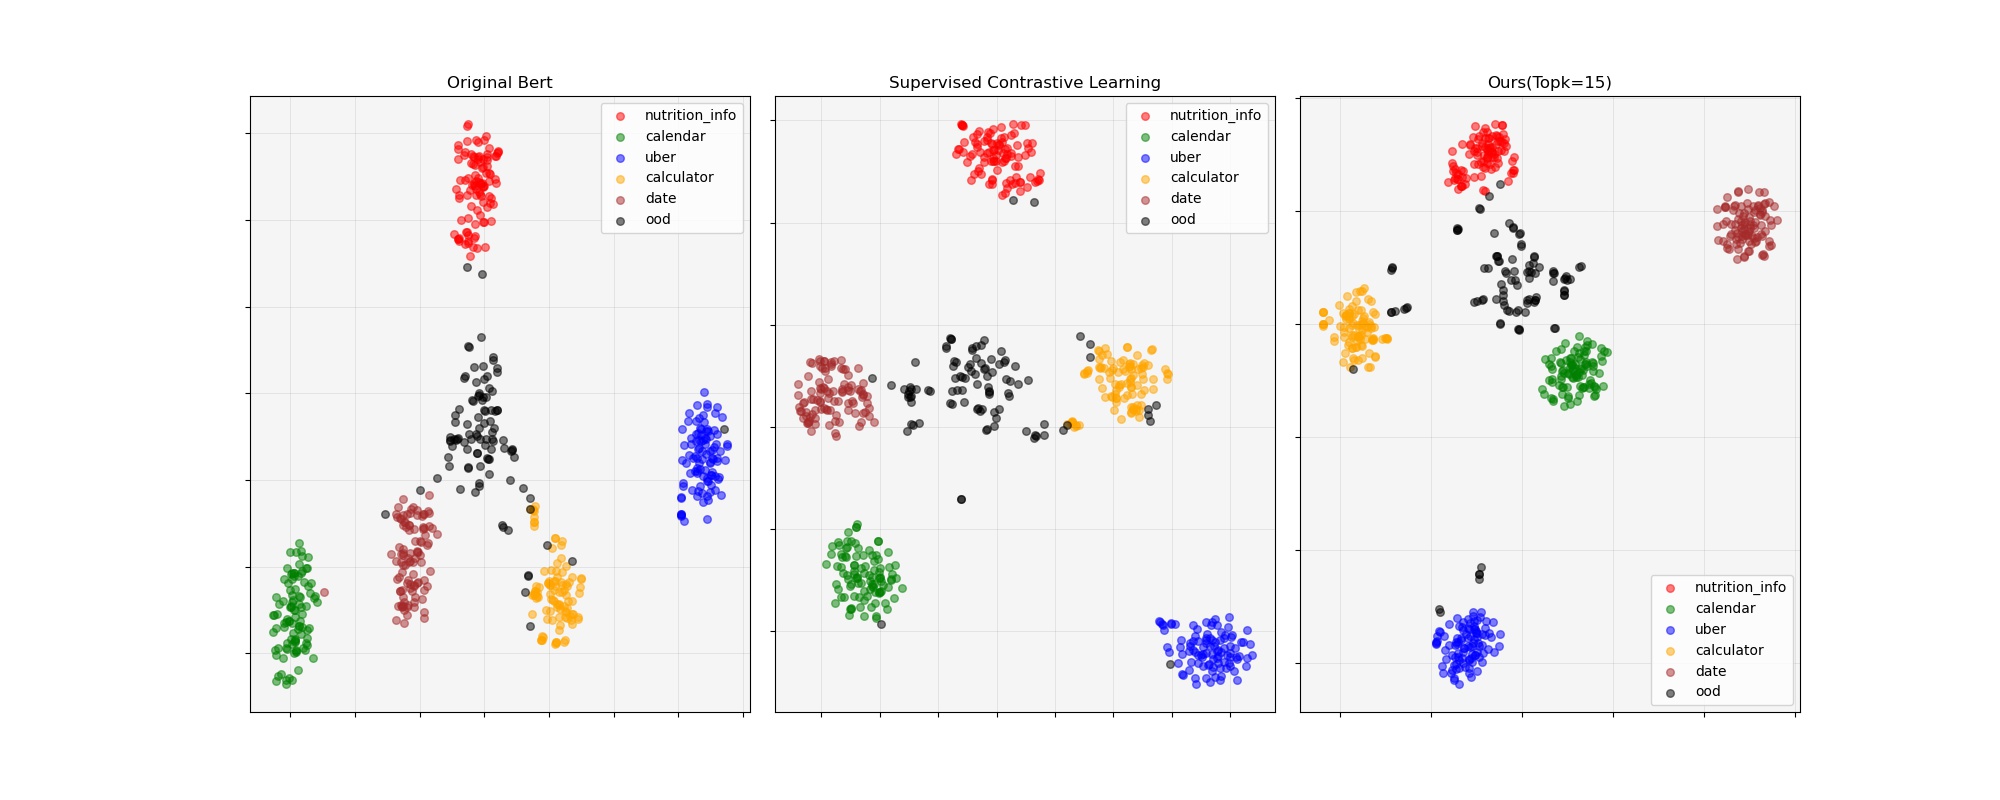 Original Bert
nutrition_info
calendar
uber
calculator
date
ood
Supervised Contrastive Learning
nutrition_info
calendar
uber
calculator
date
ood
Ours(Topk=15)
nutrition_info
calendar
uber
calculator
date
ood